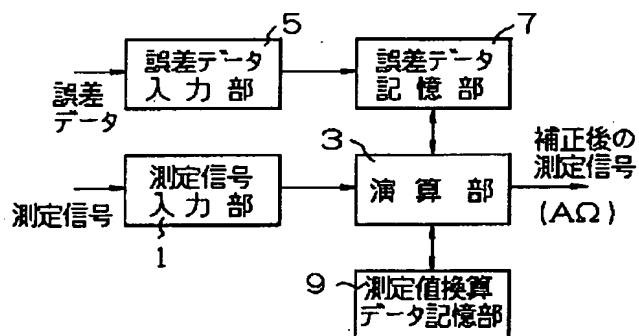 5
誤差データ
入力部
誤差
データ
7
誤差データ
記憶部
3
演算部
補正後の
測定信号
(AΩ)
測定信号
入力部
測定信号
1
9
測定値換算
データ記憶部